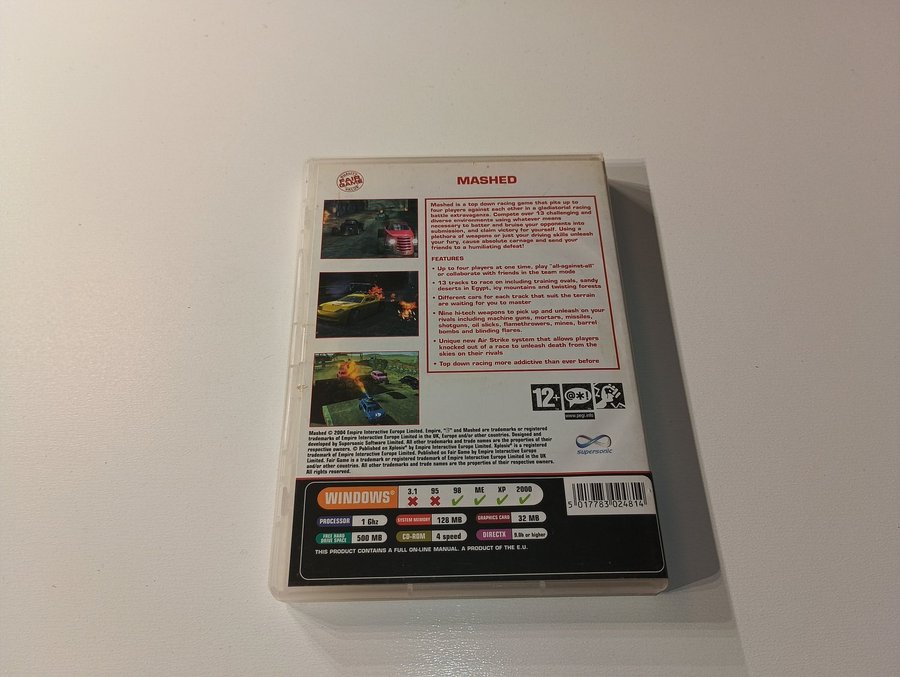 QUALITY
FAIR
GAME
VALUE
MASHED
Mashed is a top down racing game that pits up to
four players against each other in a gladiatorial racing
battle extravaganza. Compete over 13 challenging and
diverse environments using whatever means
necessary to batter and bruise your opponents into
submission, and claim victory for yourself. Using a
plethora of weapons or just your driving skills unleash
your fury, cause absolute carnage and send your
friends to a humiliating defeat!
FEATURES
• Up to four players at one time, play "all-against-all"
or collaborate with friends in the team mode
• 13 tracks to race on including training ovals, sandy
deserts in Egypt, icy mountains and twisting forests
• Different cars for each track that suit the terrain
are waiting for you to master
• Nine hi-tech weapons to pick up and unleash on your
rivals including machine guns, mortars, missiles,
shotguns, oil slicks, flamethrowers, mines, barrel
bombs and blinding flares.
• Unique new Air Strike system that allows players
knocked out of a race to unleash death from the
skies on their rivals
• Top down racing more addictive than ever before
12+
@*!
www.pegi.info
Mashed © 2004 Empire Interactive Europe Limited. Empire, " " and Mashed are trademarks or registered
trademarks of Empire Interactive Europe Limited in the UK, Europe and/or other countries. Designed and
developed by Supersonic Software Limited. All other trademarks and trade names are the properties of their
respective owners. © Published on Xplosiv® by Empire Interactive Europe Limited. Xplosiv® is a registered
trademark of Empire Interactive Europe Limited. Published on Fair Game by Empire Interactive Europe
Limited. Fair Game is a trademark or registered trademark of Empire Interactive Europe Limited in the UK
and/or other countries. All other trademarks and trade names are the properties of their respective owners.
All rights reserved.
supersonic
WINDOWS®
3.1 95 98 ME XP 2000
PROCESSOR 1 Ghz
SYSTEM MEMORY 128 MB
GRAPHICS CARD 32 MB
FREE HARD DRIVE SPACE 500 MB
CD-ROM 4 speed
DIRECTX 9.0b or higher
THIS PRODUCT CONTAINS A FULL ON-LINE MANUAL. A PRODUCT OF THE E.U.
5 017783 024814